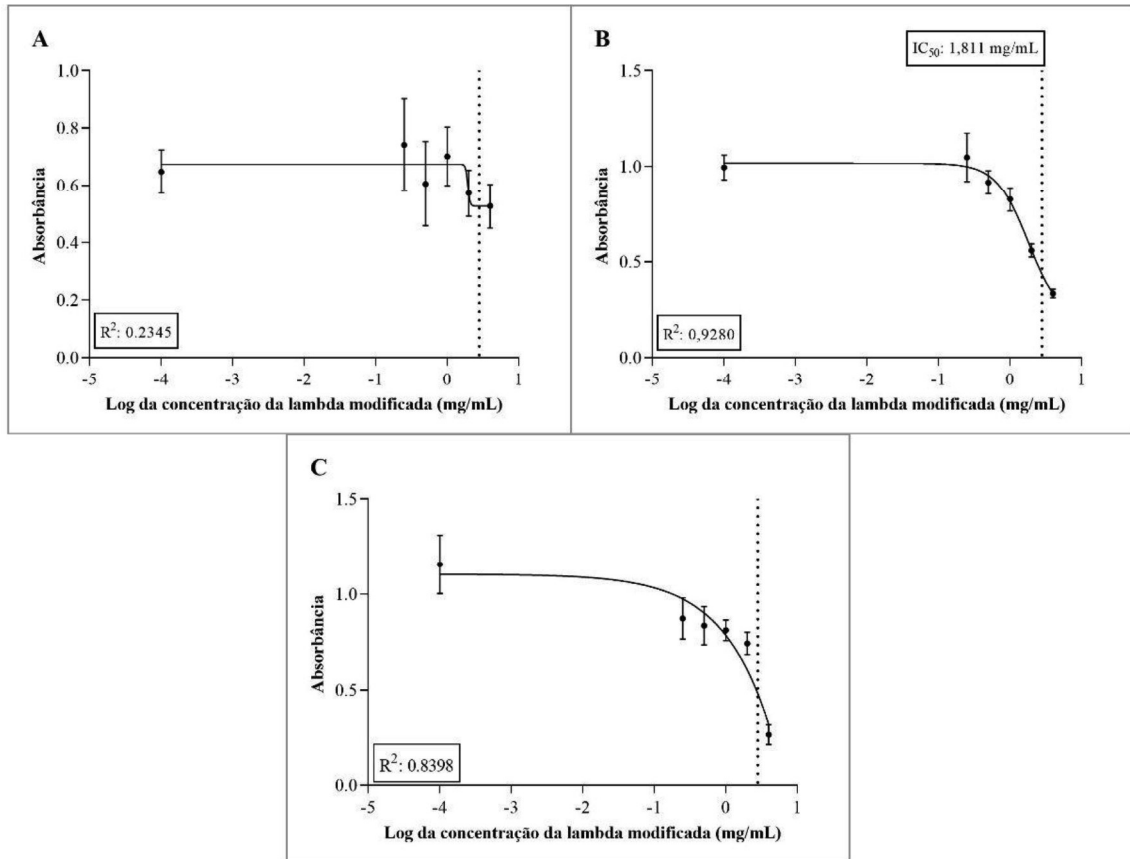 A
1.0
0.8
0.6
0.4
0.2
0.0
Absorbância
R²: 0.2345
-5 -4 -3 -2 -1 0 1
Log da concentração da lambda modificada (mg/mL)
B
IC₅₀: 1,811 mg/mL
1.5
1.0
0.5
0.0
Absorbância
R²: 0,9280
-5 -4 -3 -2 -1 0 1
Log da concentração da lambda modificada (mg/mL)
C
1.5
1.0
0.5
0.0
Absorbância
R²: 0.8398
-5 -4 -3 -2 -1 0 1
Log da concentração da lambda modificada (mg/mL)